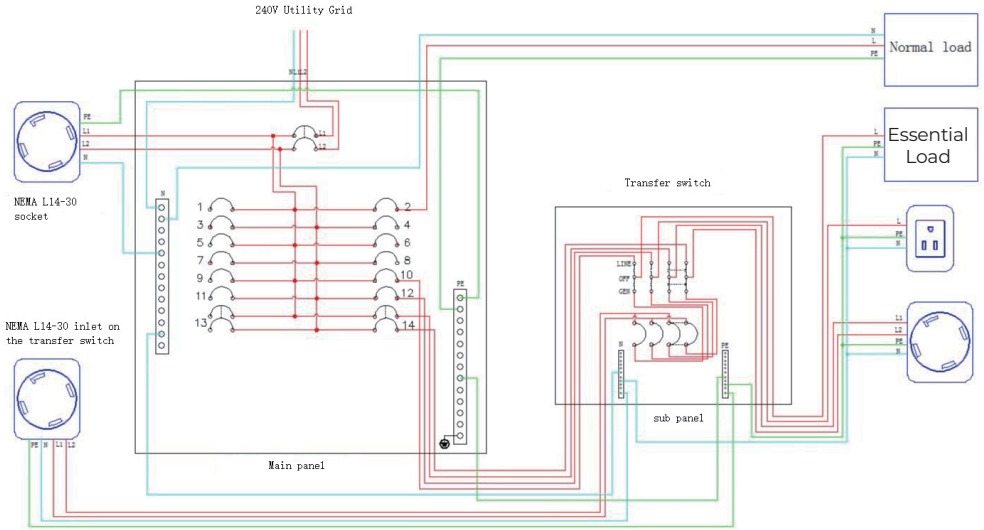 240V Utility Grid
N L1 L2
N
L
PE
Normal load
PE
L1
L2
N
L1
L2
NEMA L14-30
socket
L
PE
N
Essential
Load
Transfer switch
N
1
2
3
4
5
6
7
8
9
10
11
12
13
14
PE
LINE
OFF
GEN
N
PE
L
PE
N
L1
L2
PE
N
NEMA L14-30 inlet on
the transfer switch
PE N L1 L2
sub panel
Main panel